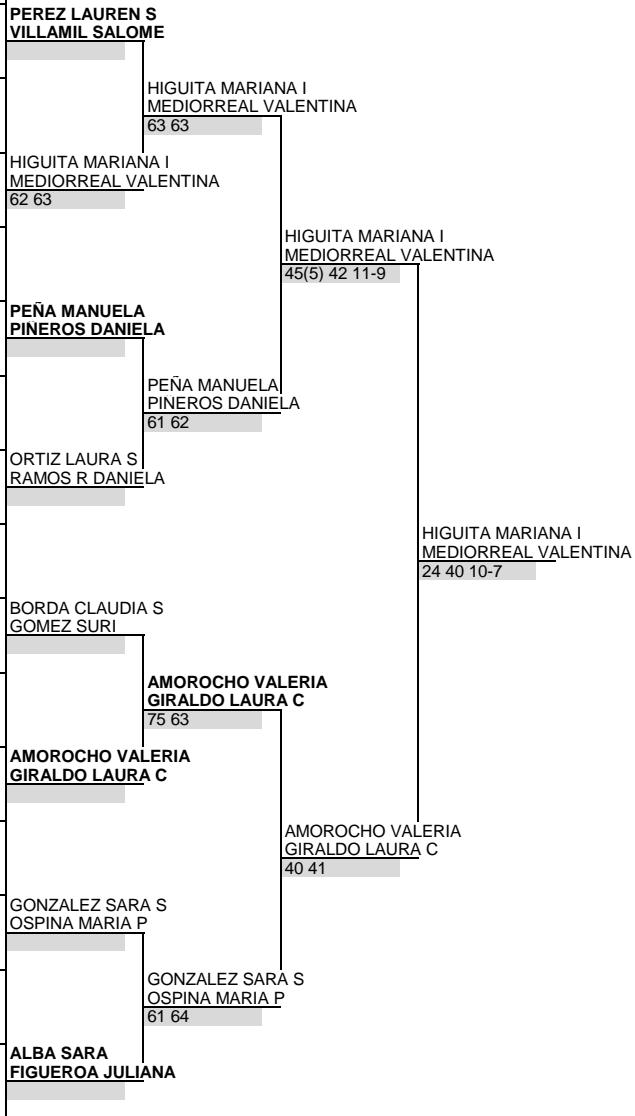 PEREZ LAUREN S
VILLAMIL SALOME
HIGUITA MARIANA I
MEDIORREAL VALENTINA
63 63
HIGUITA MARIANA I
MEDIORREAL VALENTINA
62 63
HIGUITA MARIANA I
MEDIORREAL VALENTINA
45(5) 42 11-9
PEÑA MANUELA
PIÑEROS DANIELA
PEÑA MANUELA
PIÑEROS DANIELA
61 62
ORTIZ LAURA S
RAMOS R DANIELA
HIGUITA MARIANA I
MEDIORREAL VALENTINA
24 40 10-7
BORDA CLAUDIA S
GOMEZ SURI
AMOROCHO VALERIA
GIRALDO LAURA C
75 63
AMOROCHO VALERIA
GIRALDO LAURA C
AMOROCHO VALERIA
GIRALDO LAURA C
40 41
GONZALEZ SARA S
OSPINA MARIA P
GONZALEZ SARA S
OSPINA MARIA P
61 64
ALBA SARA
FIGUEROA JULIANA